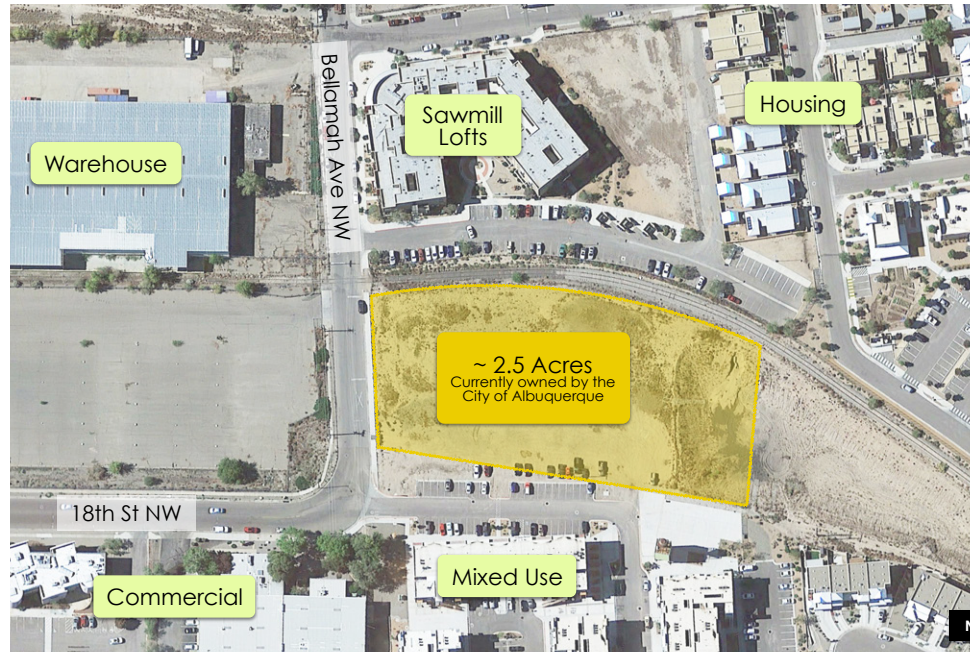 Bellamah Ave NW
Sawmill
Lofts
Housing
Warehouse
~ 2.5 Acres
Currently owned by the
City of Albuquerque
18th St NW
Mixed Use
Commercial
N